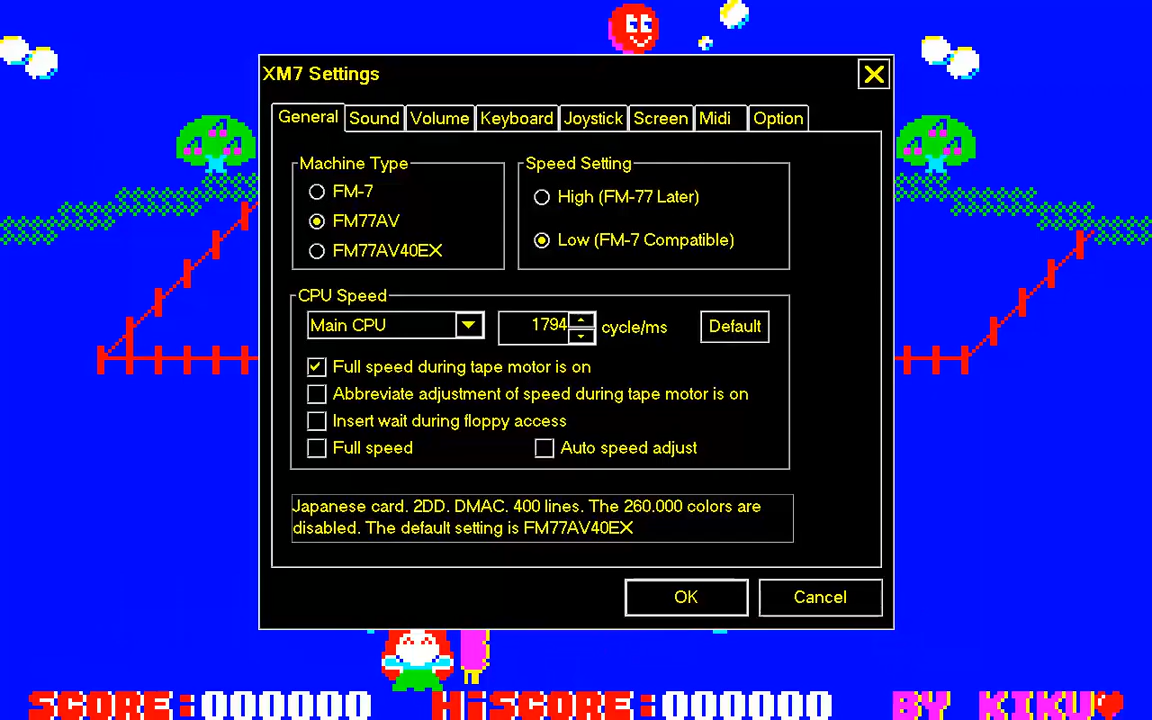 XM7 Settings
General Sound Volume Keyboard Joystick Screen Midi Option
Machine Type
FM-7
FM77AV
FM77AV40EX
Speed Setting
High (FM-77 Later)
Low (FM-7 Compatible)
CPU Speed
Main CPU 1794 cycle/ms Default
Full speed during tape motor is on
Abbreviate adjustment of speed during tape motor is on
Insert wait during floppy access
Full speed Auto speed adjust
Japanese card. 2DD. DMAC. 400 lines. The 260.000 colors are
disabled. The default setting is FM77AV40EX
OK Cancel
SCORE:000000 HiSCORE:000000 BY KIKU